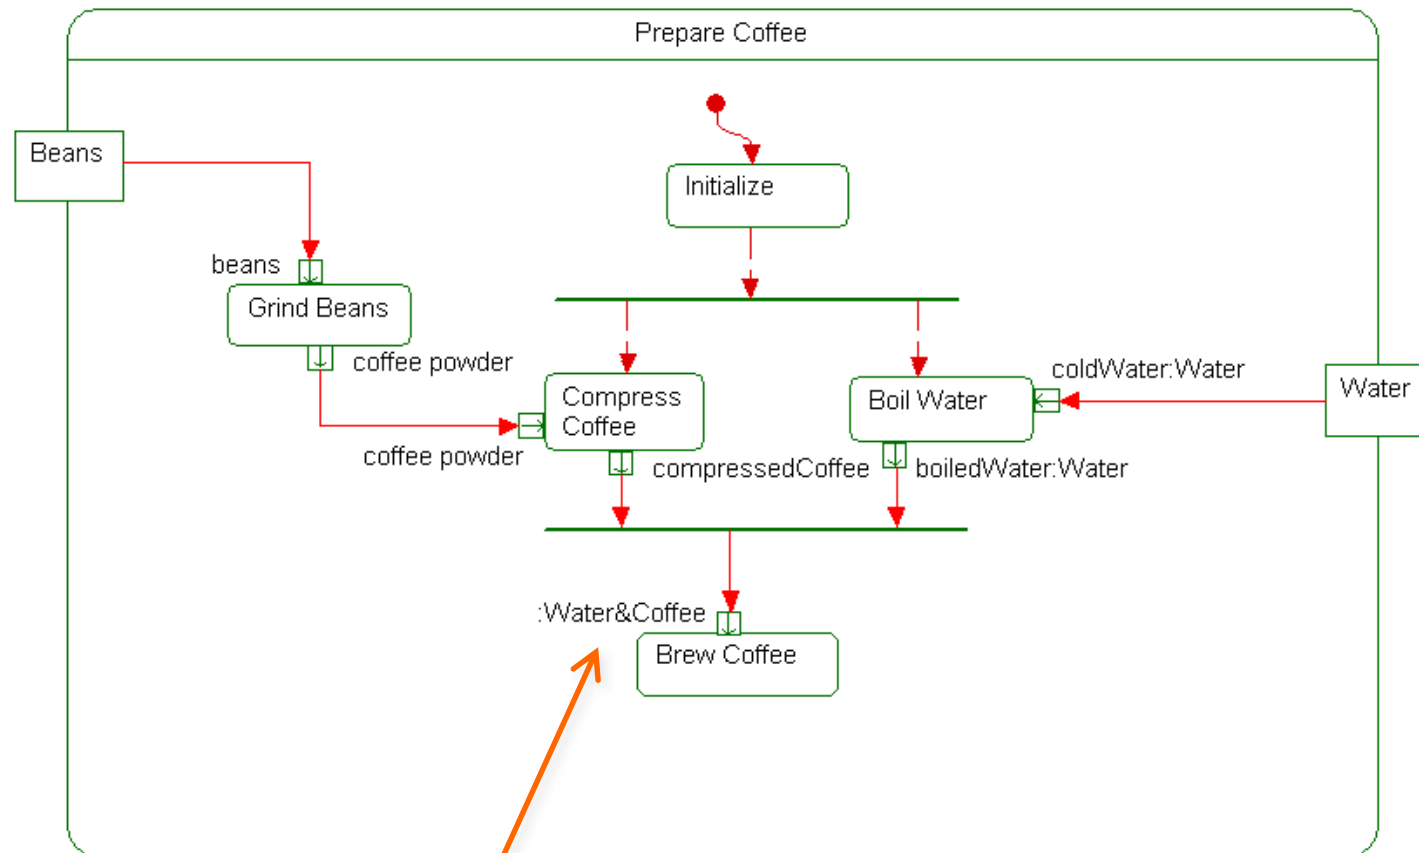 Prepare Coffee
Beans
Initialize
beans
Grind Beans
coffee powder
coldWater:Water
Water
Compress
Coffee
Boil Water
coffee powder
compressedCoffee
boiledWater:Water
:Water&Coffee
Brew Coffee